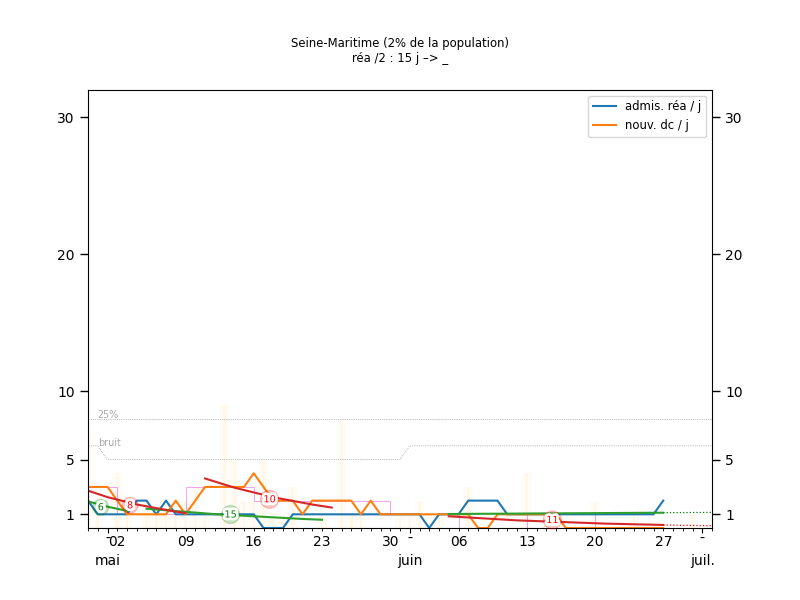 Seine-Maritime (2% de la population)
réa /2 : 15 j –> _
admis. réa / j
nouv. dc / j
30 30
20 20
10 10
25%
bruit
5 5
6 8 10 15 11
1 1
02 09 16 23 30 - 06 13 20 27 -
mai juin juil.